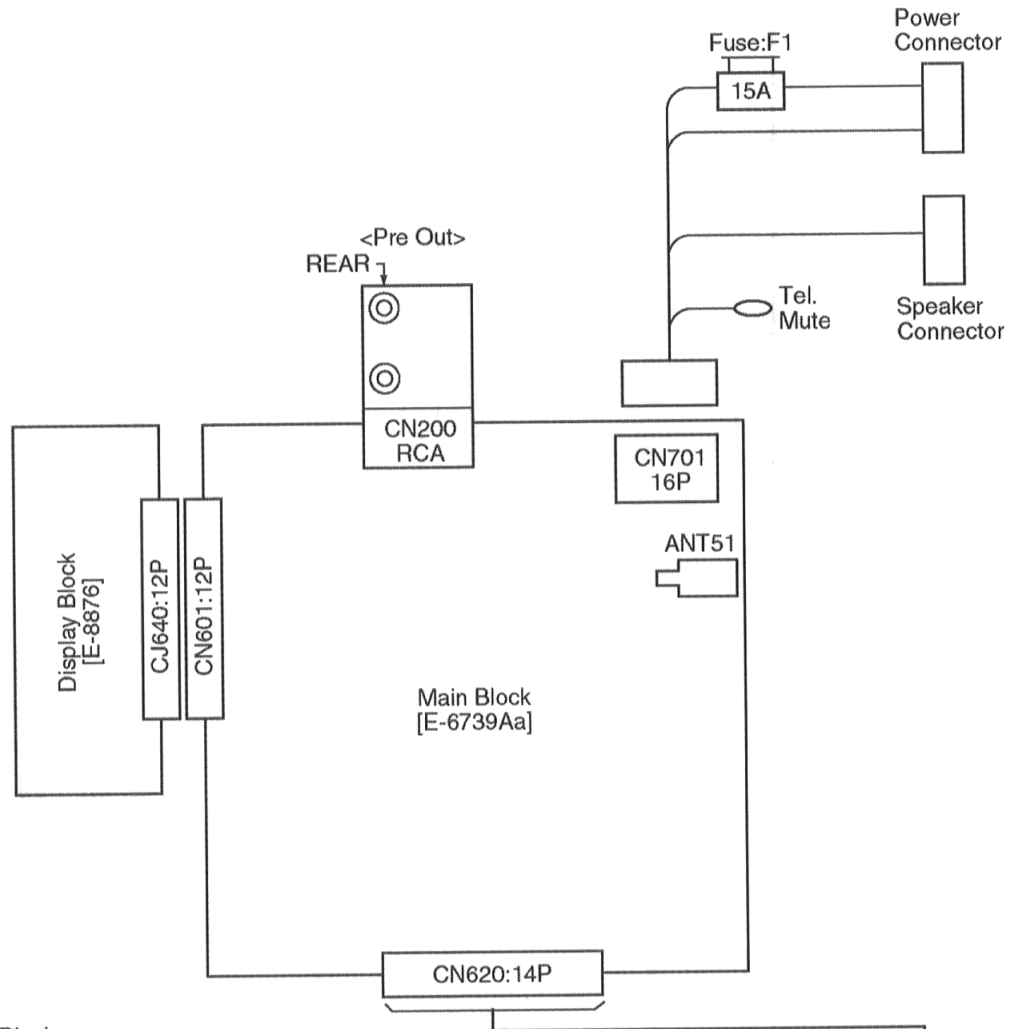 Power
Connector
Fuse:F1
15A
<Pre Out>
REAR
Tel.
Mute
Speaker
Connector
CN200
RCA
CN701
16P
ANT51
Display Block
[E-8876]
CJ640:12P
CN601:12P
Main Block
[E-6739Aa]
CN620:14P